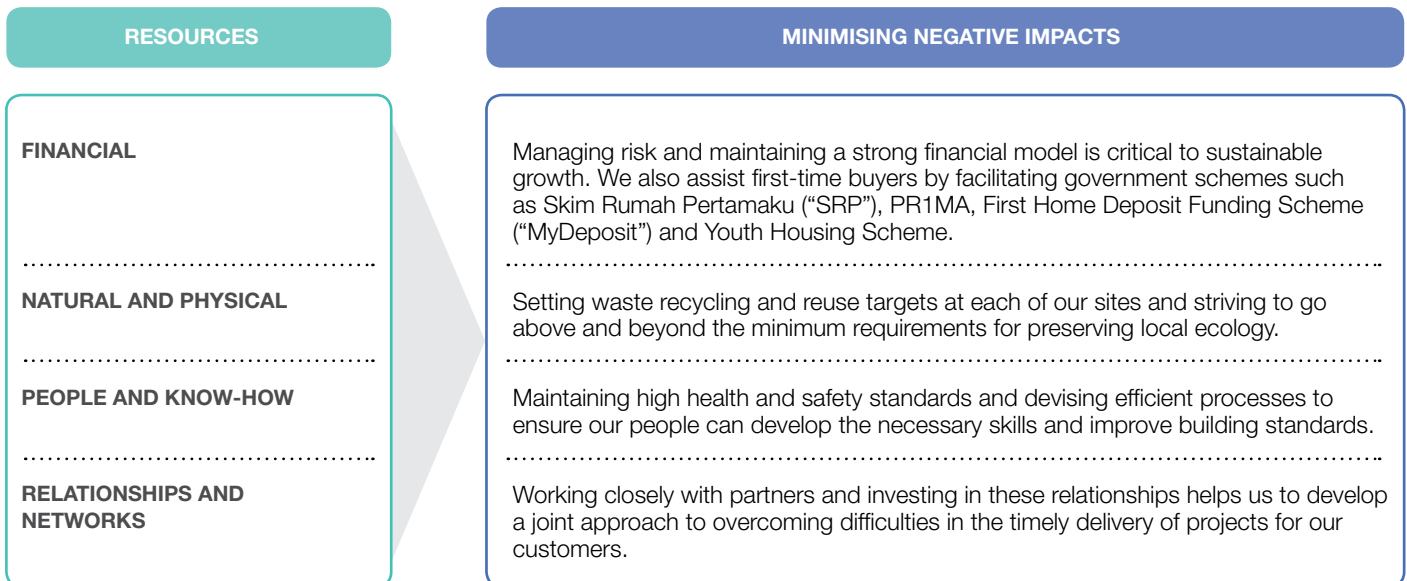 RESOURCES
MINIMISING NEGATIVE IMPACTS
FINANCIAL
Managing risk and maintaining a strong financial model is critical to sustainable
growth. We also assist first-time buyers by facilitating government schemes such
as Skim Rumah Pertamaku (“SRP”), PR1MA, First Home Deposit Funding Scheme
(“MyDeposit”) and Youth Housing Scheme.
NATURAL AND PHYSICAL
Setting waste recycling and reuse targets at each of our sites and striving to go
above and beyond the minimum requirements for preserving local ecology.
PEOPLE AND KNOW-HOW
Maintaining high health and safety standards and devising efficient processes to
ensure our people can develop the necessary skills and improve building standards.
RELATIONSHIPS AND
NETWORKS
Working closely with partners and investing in these relationships helps us to develop
a joint approach to overcoming difficulties in the timely delivery of projects for our
customers.